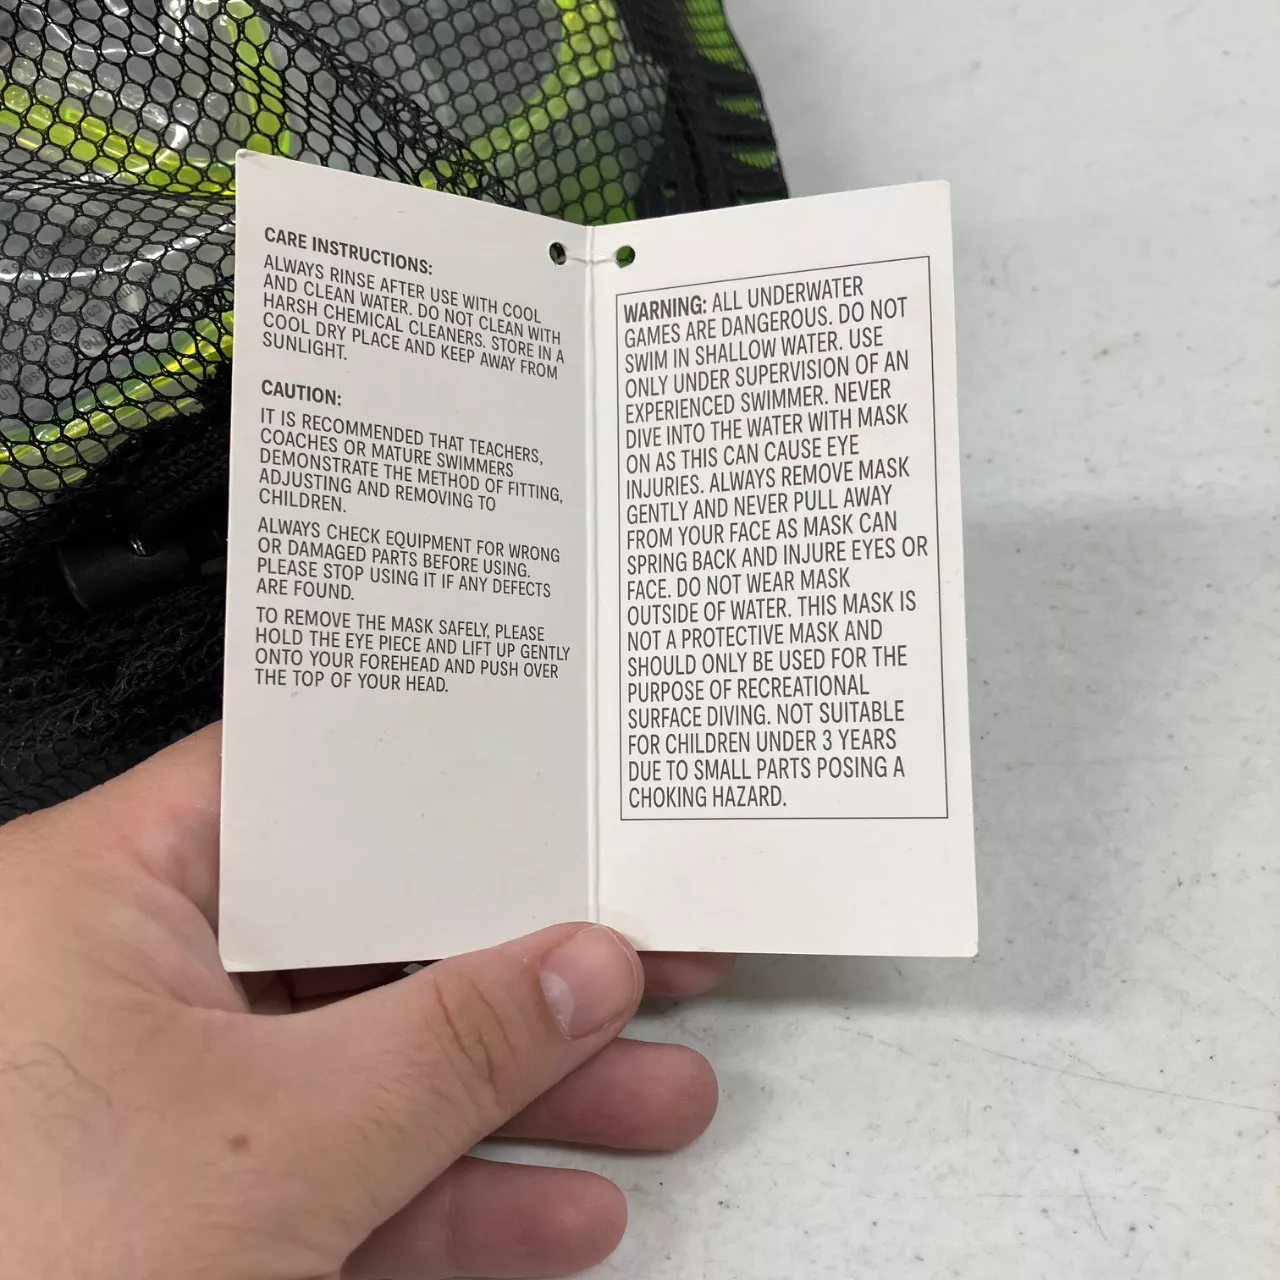 CARE INSTRUCTIONS:
ALWAYS RINSE AFTER USE WITH COOL
AND CLEAN WATER. DO NOT CLEAN WITH
HARSH CHEMICAL CLEANERS. STORE IN A
COOL DRY PLACE AND KEEP AWAY FROM
SUNLIGHT.
CAUTION:
IT IS RECOMMENDED THAT TEACHERS,
COACHES OR MATURE SWIMMERS
DEMONSTRATE THE METHOD OF FITTING,
ADJUSTING AND REMOVING TO
CHILDREN.
ALWAYS CHECK EQUIPMENT FOR WRONG
OR DAMAGED PARTS BEFORE USING.
PLEASE STOP USING IT IF ANY DEFECTS
ARE FOUND.
TO REMOVE THE MASK SAFELY, PLEASE
HOLD THE EYE PIECE AND LIFT UP GENTLY
ONTO YOUR FOREHEAD AND PUSH OVER
THE TOP OF YOUR HEAD.
WARNING: ALL UNDERWATER
GAMES ARE DANGEROUS. DO NOT
SWIM IN SHALLOW WATER. USE
ONLY UNDER SUPERVISION OF AN
EXPERIENCED SWIMMER. NEVER
DIVE INTO THE WATER WITH MASK
ON AS THIS CAN CAUSE EYE
INJURIES. ALWAYS REMOVE MASK
GENTLY AND NEVER PULL AWAY
FROM YOUR FACE AS MASK CAN
SPRING BACK AND INJURE EYES OR
FACE. DO NOT WEAR MASK
OUTSIDE OF WATER. THIS MASK IS
NOT A PROTECTIVE MASK AND
SHOULD ONLY BE USED FOR THE
PURPOSE OF RECREATIONAL
SURFACE DIVING. NOT SUITABLE
FOR CHILDREN UNDER 3 YEARS
DUE TO SMALL PARTS POSING A
CHOKING HAZARD.